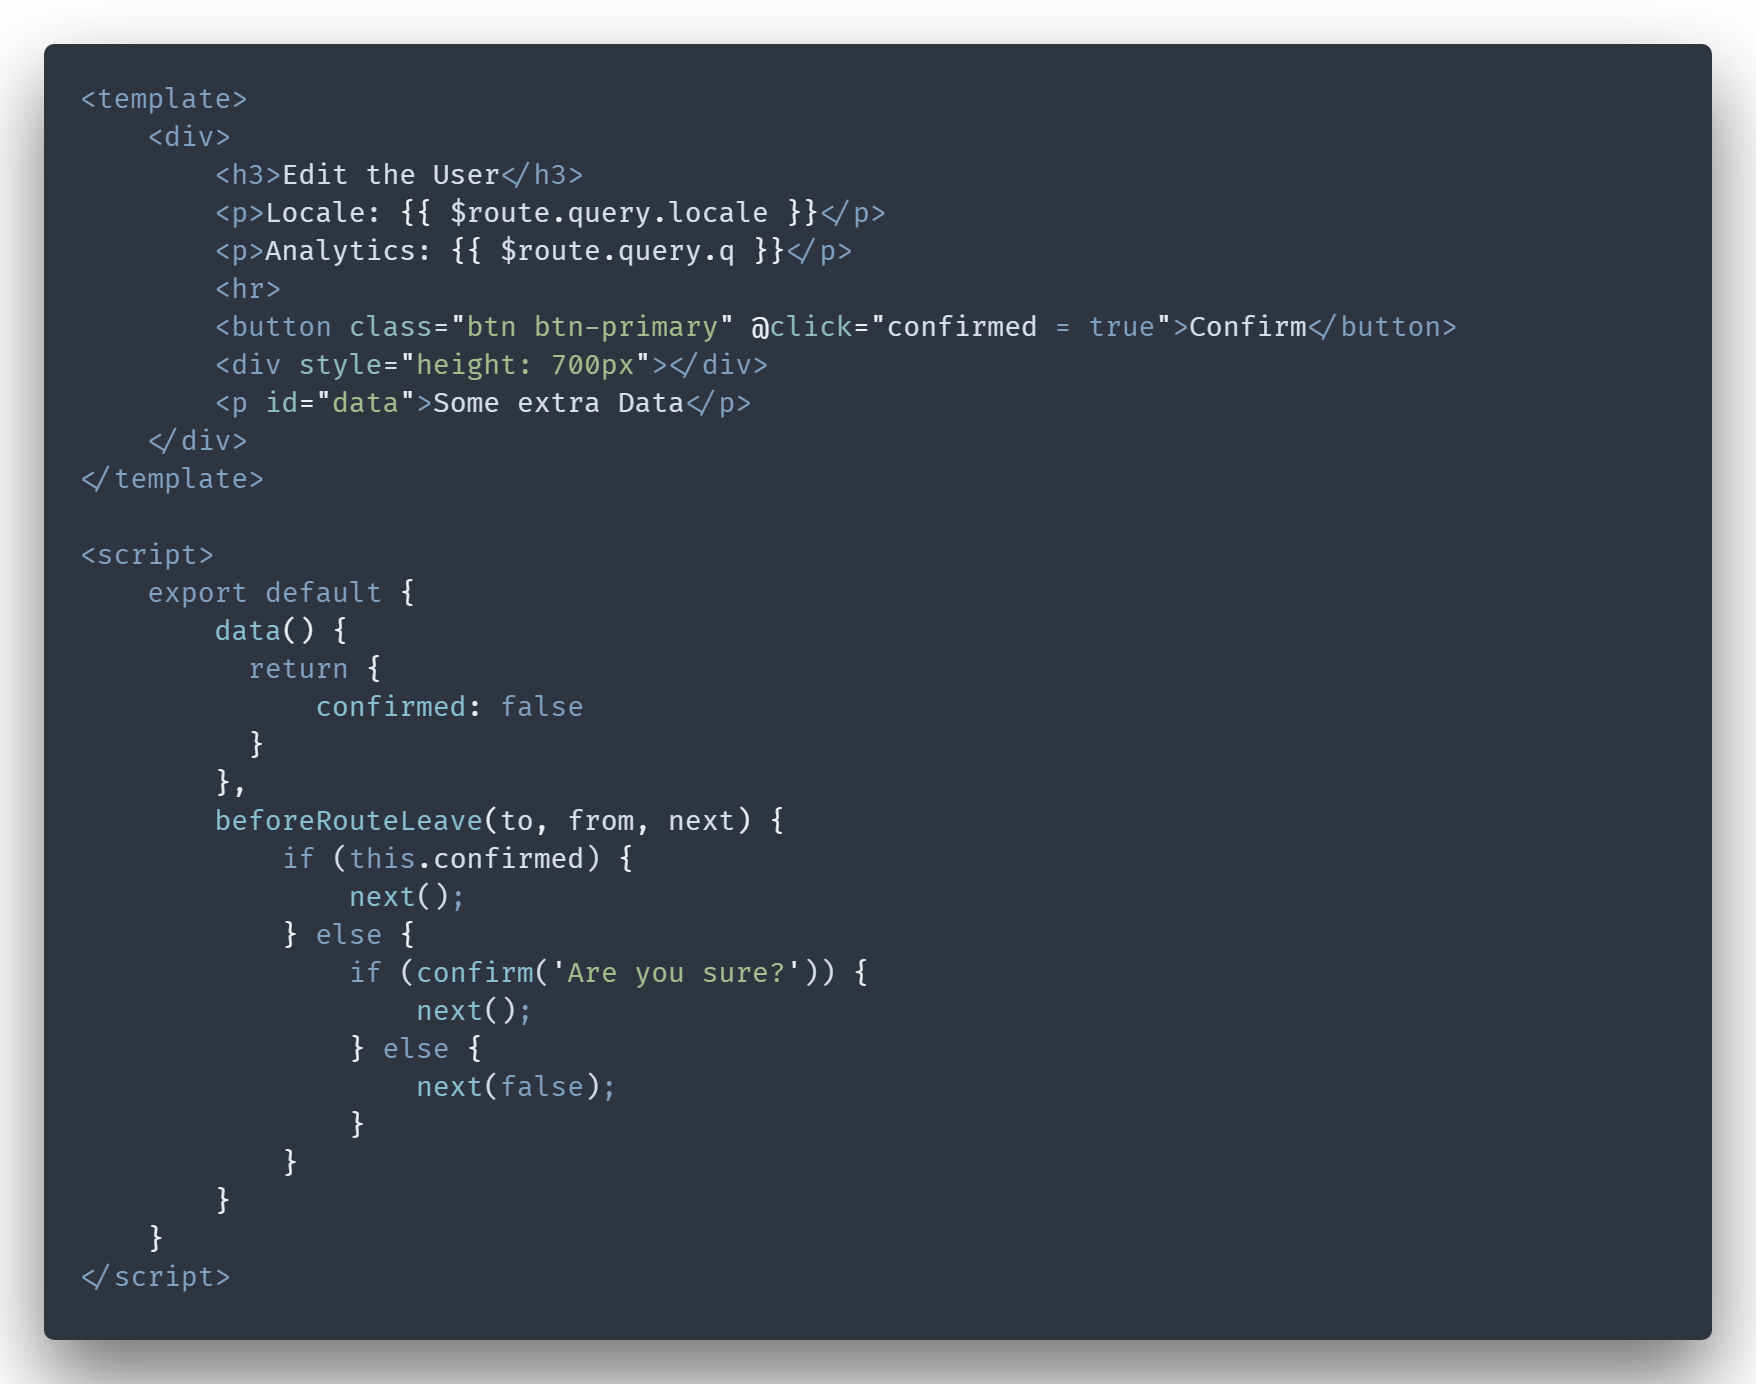 <template>
    <div>
        <h3>Edit the User</h3>
        <p>Locale: {{ $route.query.locale }}</p>
        <p>Analytics: {{ $route.query.q }}</p>
        <hr>
        <button class="btn btn-primary" @click="confirmed = true">Confirm</button>
        <div style="height: 700px"></div>
        <p id="data">Some extra Data</p>
    </div>
</template>

<script>
    export default {
        data() {
          return {
              confirmed: false
          }
        },
        beforeRouteLeave(to, from, next) {
            if (this.confirmed) {
                next();
            } else {
                if (confirm('Are you sure?')) {
                    next();
                } else {
                    next(false);
                }
            }
        }
    }
</script>